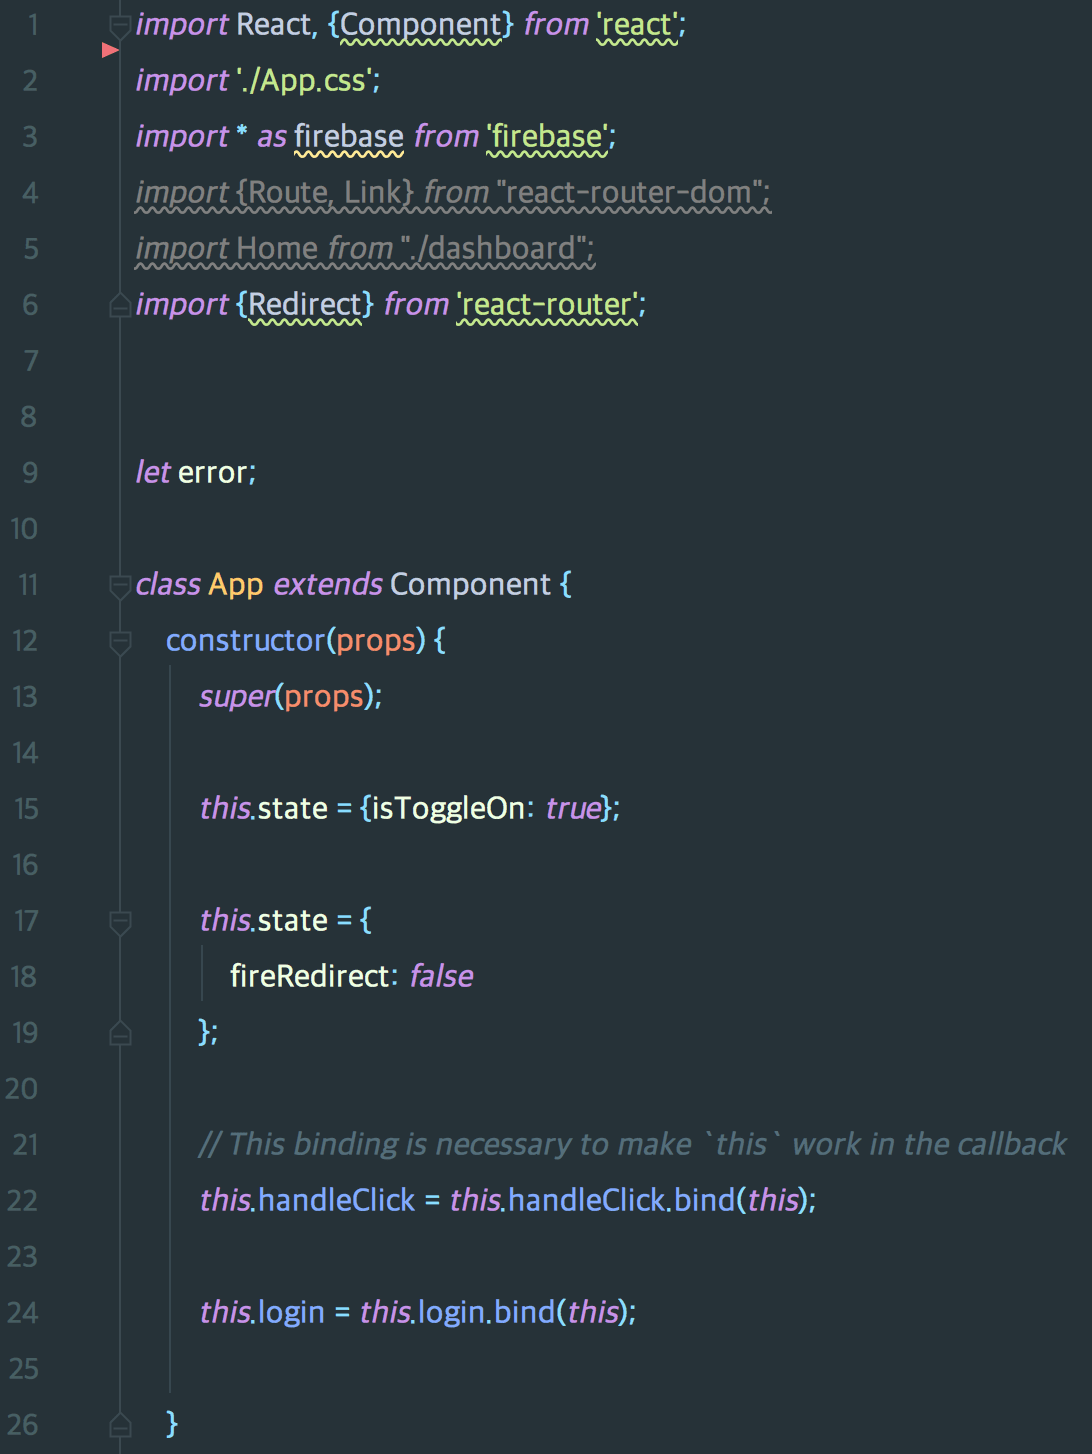 1 import React, {Component} from 'react';
2 import './App.css';
3 import * as firebase from 'firebase';
4 import {Route, Link} from "react-router-dom";
5 import Home from "./dashboard";
6 import {Redirect} from 'react-router';
7
8
9 let error;
10
11 class App extends Component {
12 constructor(props) {
13 super(props);
14
15 this.state = {isToggleOn: true};
16
17 this.state = {
18 fireRedirect: false
19 };
20
21 // This binding is necessary to make `this` work in the callback
22 this.handleClick = this.handleClick.bind(this);
23
24 this.login = this.login.bind(this);
25
26 }